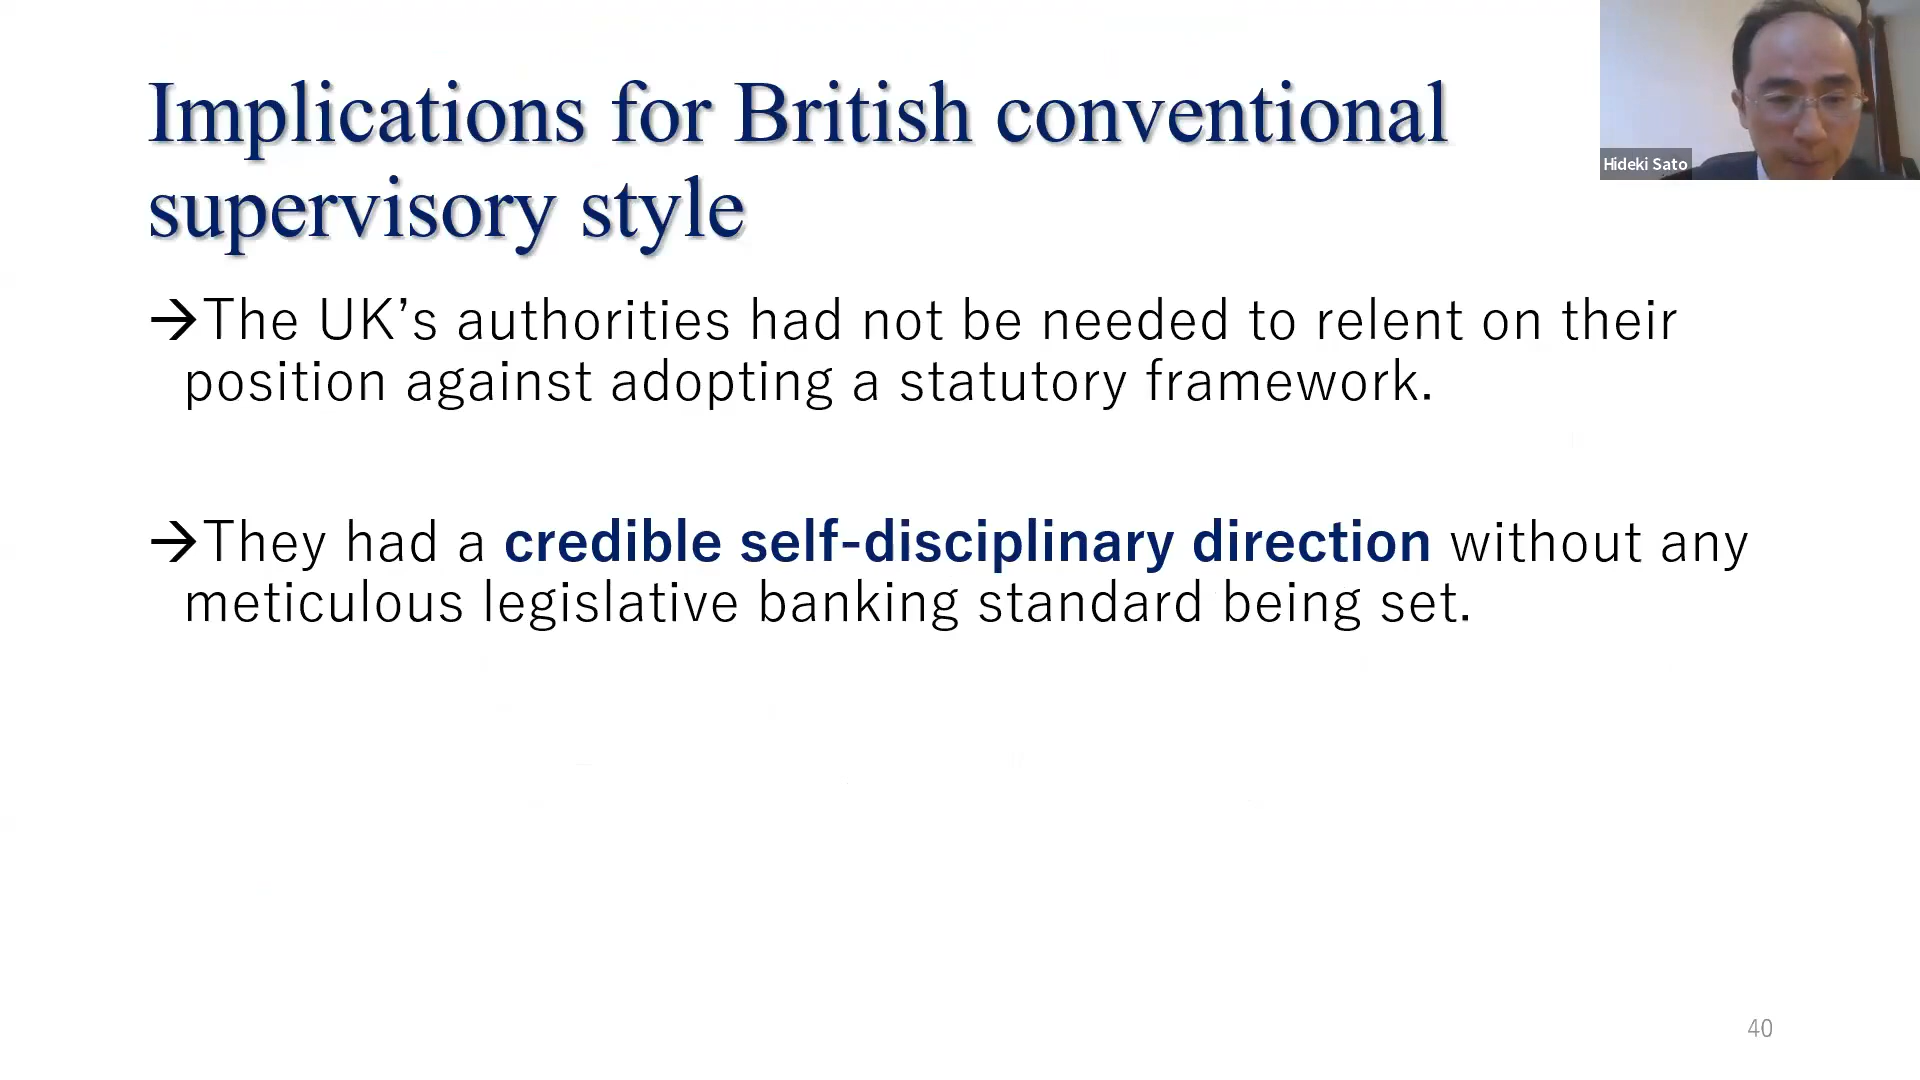 Implications for British conventional
supervisory style
Hideki Sato
→The UK’s authorities had not be needed to relent on their
position against adopting a statutory framework.
→They had a credible self-disciplinary direction without any
meticulous legislative banking standard being set.
40